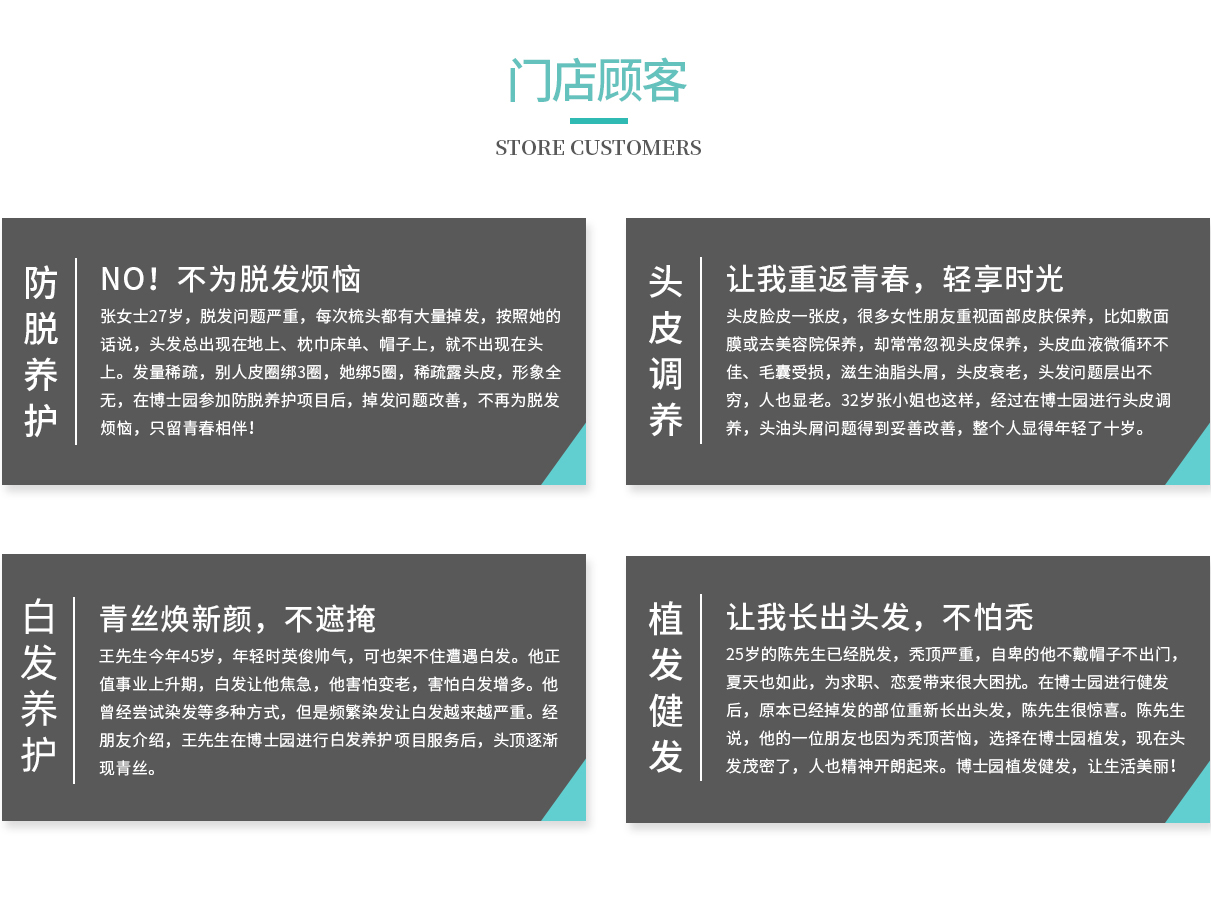 门店顾客
STORE CUSTOMERS
防脱养护
NO！不为脱发烦恼
张女士27岁，脱发问题严重，每次梳头都有大量掉发，按照她的
话说，头发总出现在地上、枕巾床单、帽子上，就不出现在头
上。发量稀疏，别人皮圈绑3圈，她绑5圈，稀疏露头皮，形象全
无，在博士园参加防脱养护项目后，掉发问题改善，不再为脱发
烦恼，只留青春相伴！
头皮调养
让我重返青春，轻享时光
头皮脸皮一张皮，很多女性朋友重视面部皮肤保养，比如敷面
膜或去美容院保养，却常常忽视头皮保养，头皮血液微循环不
佳、毛囊受损，滋生油脂头屑，头皮衰老，头发问题层出不
穷，人也显老。32岁张小姐也这样，经过在博士园进行头皮调
养，头油头屑问题得到妥善改善，整个人显得年轻了十岁。
白发养护
青丝焕新颜，不遮掩
王先生今年45岁，年轻时英俊帅气，可也架不住遭遇白发。他正
值事业上升期，白发让他焦急，他害怕变老，害怕白发增多。他
曾经尝试染发等多种方式，但是频繁染发让白发越来越严重。经
朋友介绍，王先生在博士园进行白发养护项目服务后，头顶逐渐
现青丝。
植发健发
让我长出头发，不怕秃
25岁的陈先生已经脱发，秃顶严重，自卑的他不戴帽子不出门，
夏天也如此，为求职、恋爱带来很大困扰。在博士园进行健发
后，原本已经掉发的部位重新长出头发，陈先生很惊喜。陈先生
说，他的一位朋友也因为秃顶苦恼，选择在博士园植发，现在头
发茂密了，人也精神开朗起来。博士园植发健发，让生活美丽！